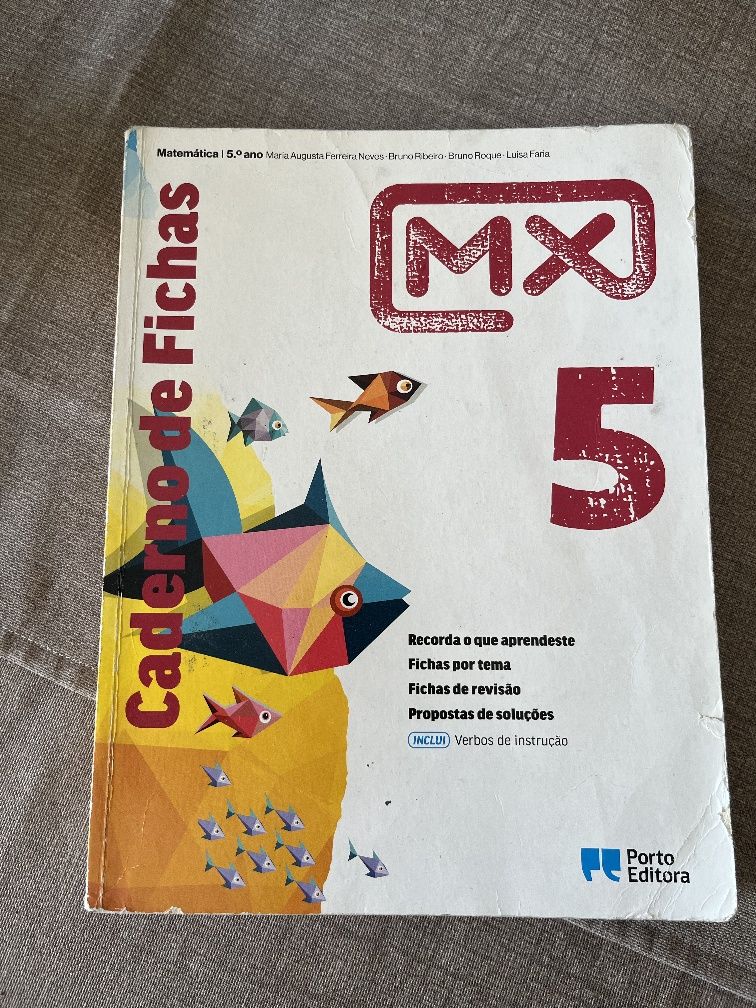 Matemática | 5.º ano Maria Augusta Ferreira Neves · Bruno Ribeiro · Bruno Roque · Luísa Faria
Caderno de Fichas
MX
5
Recorda o que aprendeste
Fichas por tema
Fichas de revisão
Propostas de soluções
INCLUI Verbos de instrução
Porto
Editora